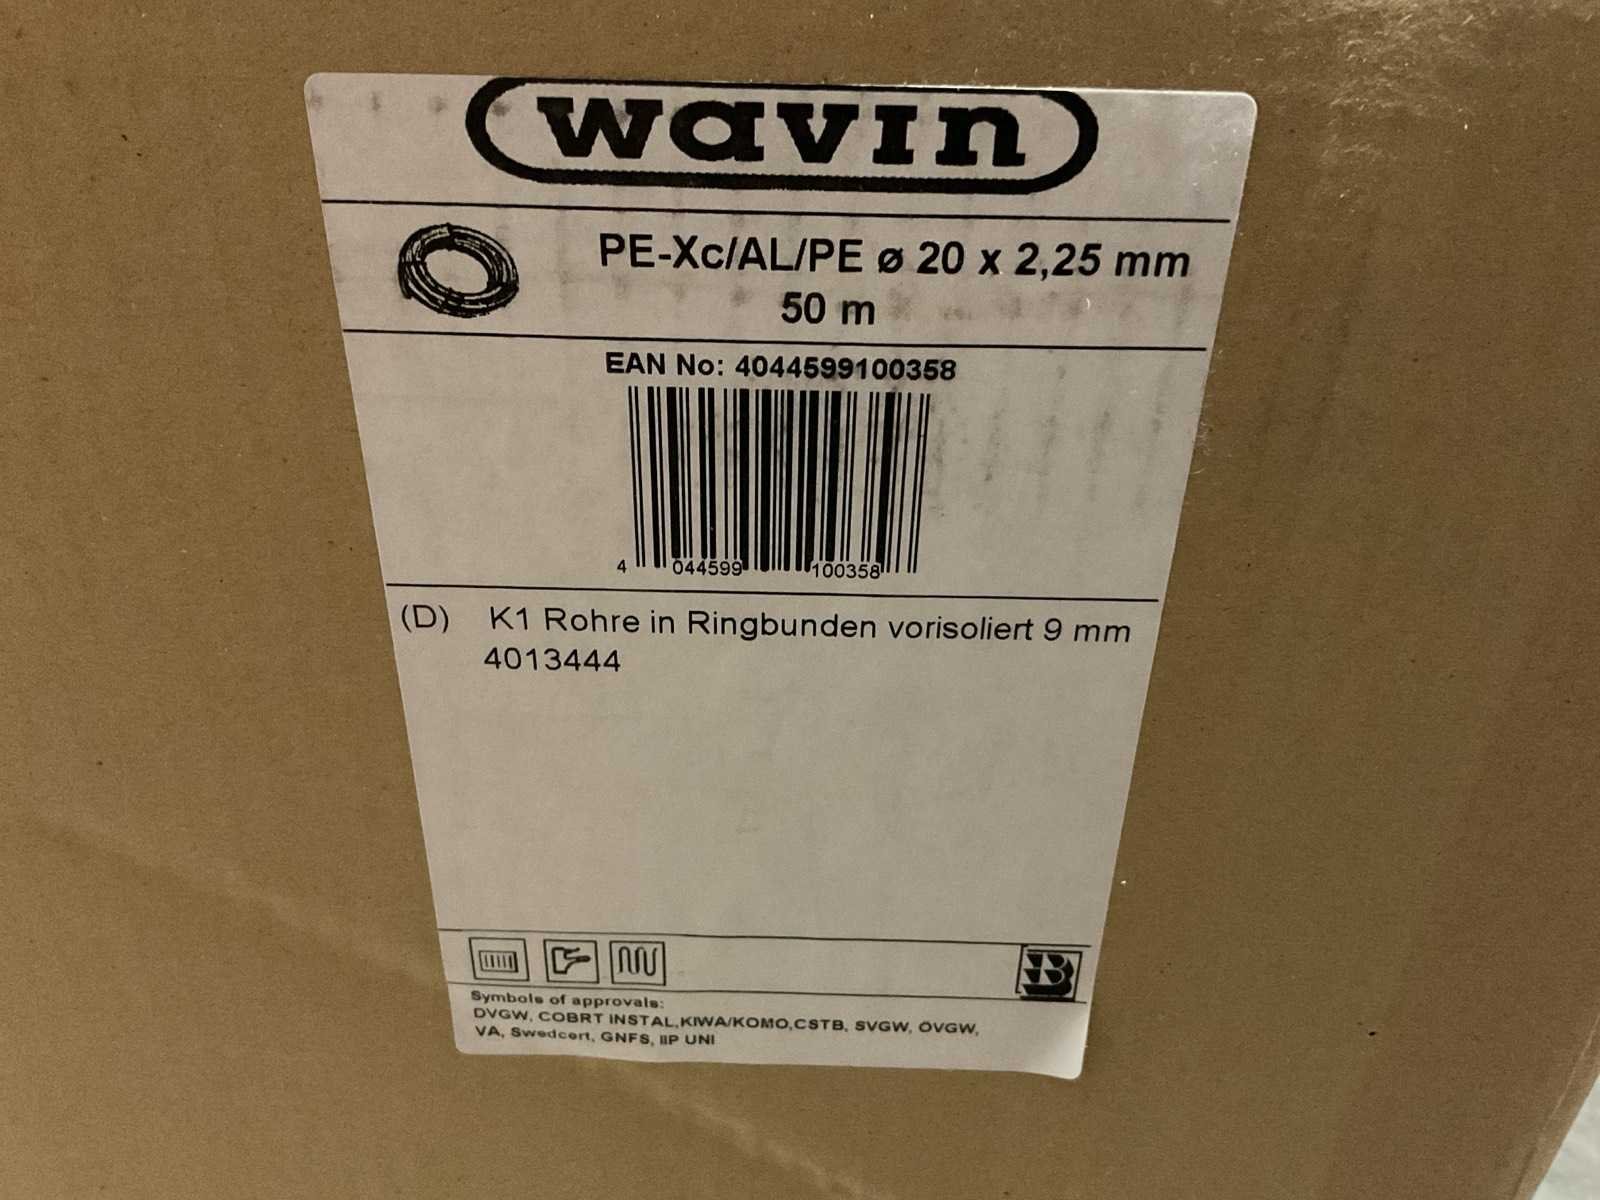 wavin
PE-Xc/AL/PE ø 20 x 2,25 mm
50 m
EAN No: 4044599100358
4 044599 100358
(D) K1 Rohre in Ringbunden vorisoliert 9 mm
4013444
Symbols of approvals:
DVGW, COBRT INSTAL,KIWA/KOMO,CSTB, SVGW, ÖVGW,
VA, Swedcert, GNFS, IIP UNI